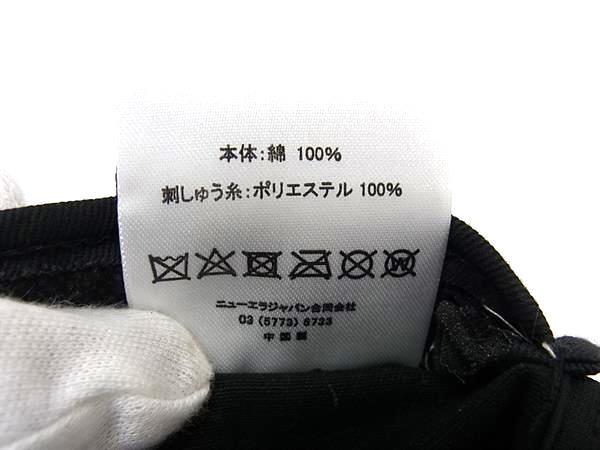 本体:綿 100%
刺しゅう糸:ポリエステル 100%
ニューエラジャパン合同会社
03 (5773) 6733
中国製